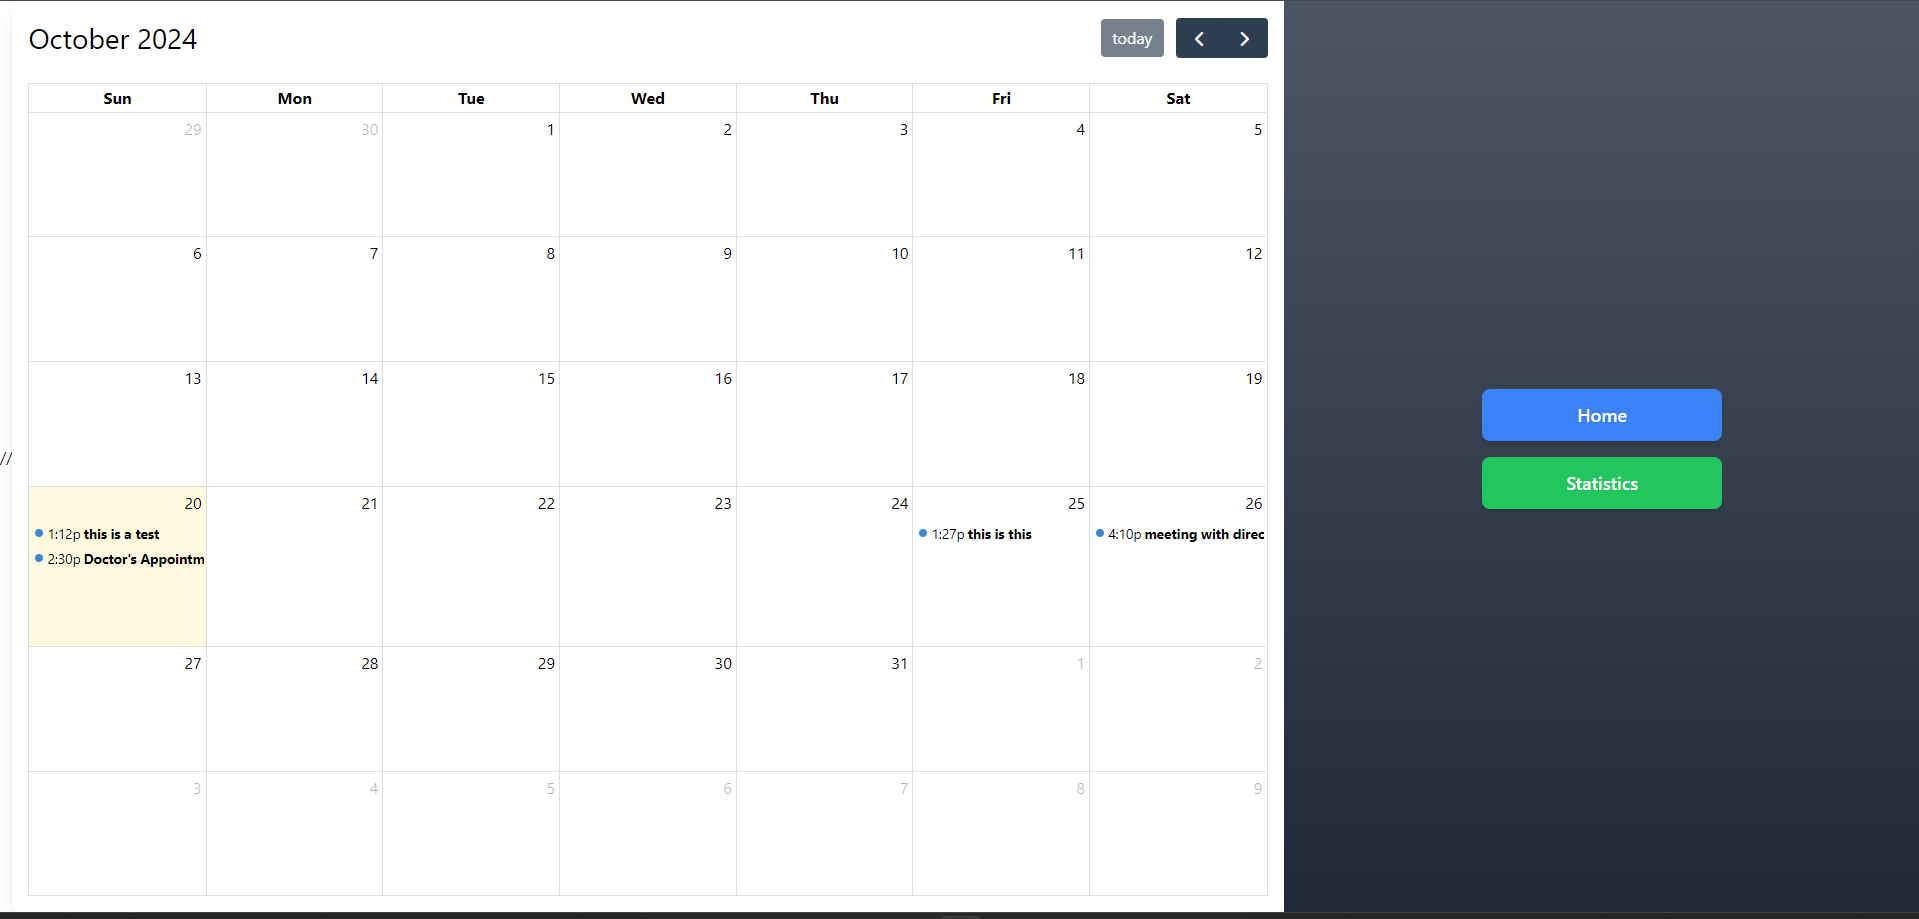 October 2024
today
Sun Mon Tue Wed Thu Fri Sat
29 30 1 2 3 4 5
6 7 8 9 10 11 12
13 14 15 16 17 18 19
//
20 21 22 23 24 25 26
1:12p this is a test
2:30p Doctor's Appointm
1:27p this is this
4:10p meeting with direc
27 28 29 30 31 1 2
3 4 5 6 7 8 9
Home
Statistics